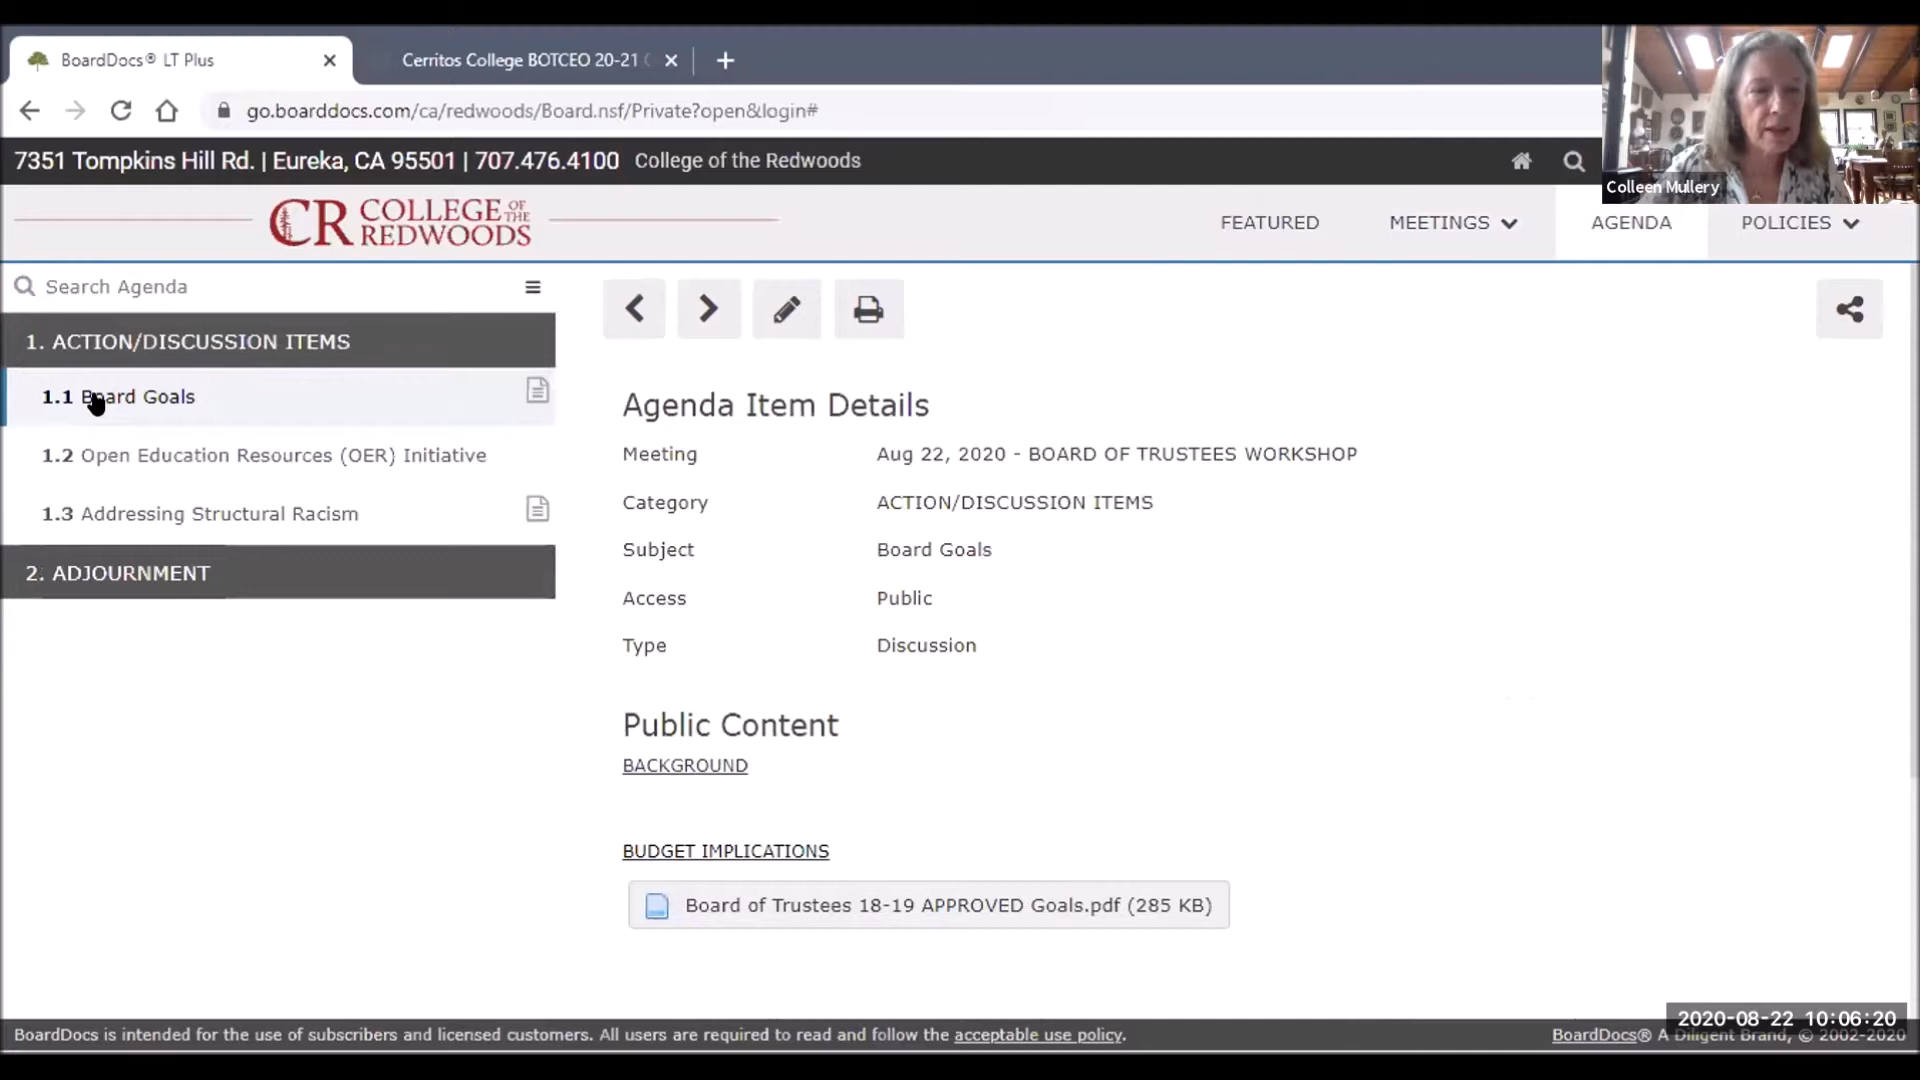 BoardDocs® LT Plus
Cerritos College BOTCEO 20-21
go.boarddocs.com/ca/redwoods/Board.nsf/Private?open&login#
7351 Tompkins Hill Rd. | Eureka, CA 95501 | 707.476.4100 College of the Redwoods
Colleen Mullery
CR COLLEGE OF THE REDWOODS
FEATURED MEETINGS AGENDA POLICIES
Search Agenda
1. ACTION/DISCUSSION ITEMS
1.1 Board Goals
1.2 Open Education Resources (OER) Initiative
1.3 Addressing Structural Racism
2. ADJOURNMENT
Agenda Item Details
Meeting Aug 22, 2020 - BOARD OF TRUSTEES WORKSHOP
Category ACTION/DISCUSSION ITEMS
Subject Board Goals
Access Public
Type Discussion
Public Content
BACKGROUND
BUDGET IMPLICATIONS
Board of Trustees 18-19 APPROVED Goals.pdf (285 KB)
2020-08-22 10:06:20
BoardDocs is intended for the use of subscribers and licensed customers. All users are required to read and follow the acceptable use policy.
BoardDocs® A Diligent Brand, © 2002-2020